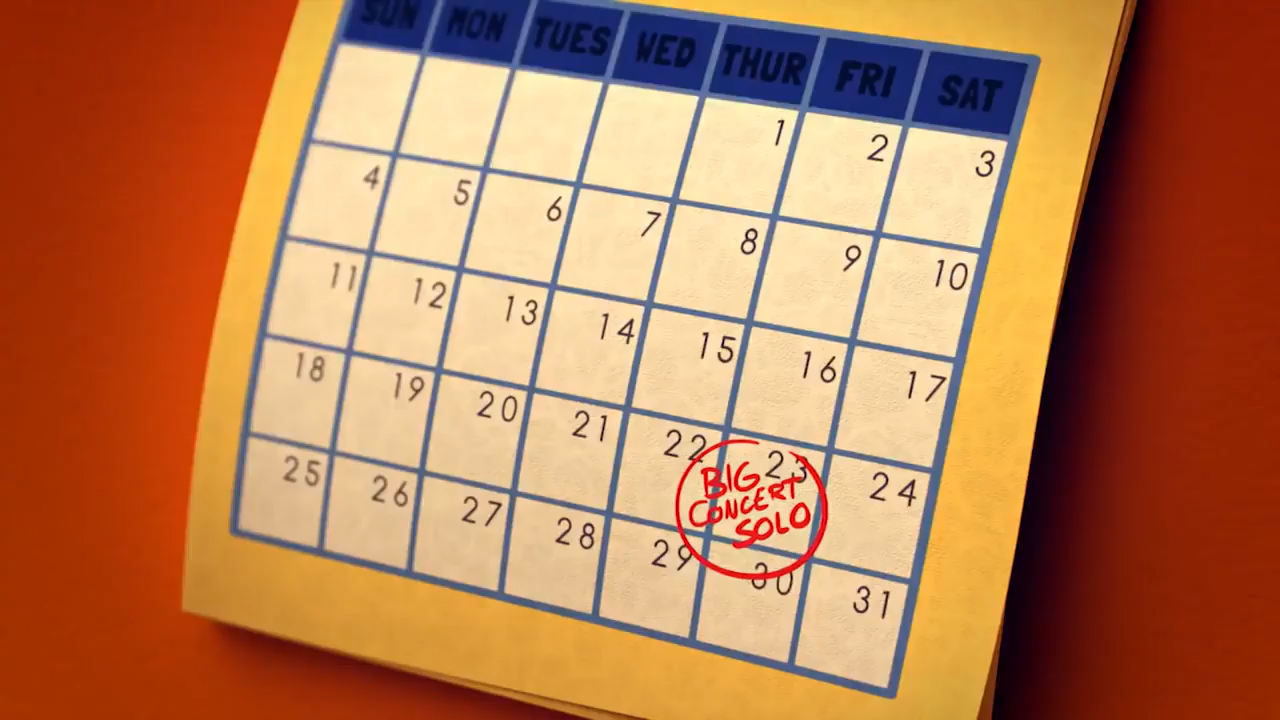 SUN MON TUES WED THUR FRI SAT
1 2 3
4 5 6 7 8 9 10
11 12 13 14 15 16 17
18 19 20 21 22 23 24
BIG
CONCERT
SOLO
25 26 27 28 29 30 31